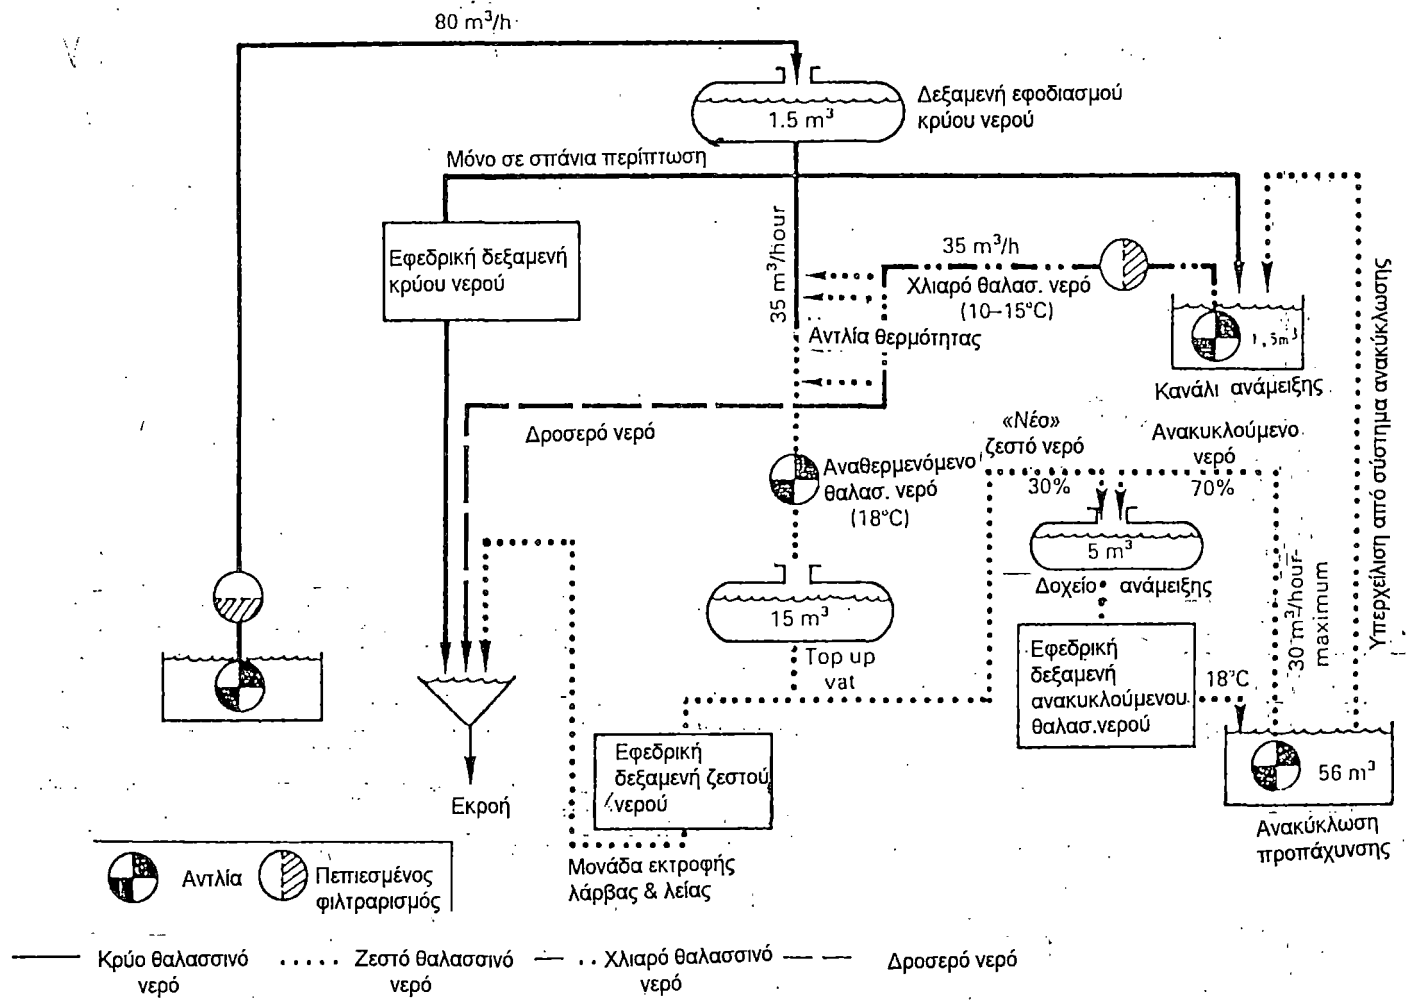 80 m³/h
Δεξαμενή εφοδιασμού
κρύου νερού
1.5 m³
Μόνο σε σπάνια περίπτωση
Εφεδρική δεξαμενή
κρύου νερού
35 m³/hour
35 m³/h
Χλιαρό θαλασ. νερό
(10–15°C)
Αντλία θερμότητας
1,5m³
Κανάλι ανάμειξης
Υπερχείλιση από σύστημα ανακύκλωσης
Δροσερό νερό
«Νέο»
ζεστό νερό
30%
Ανακυκλούμενο
νερό
70%
Αναθερμενόμενο
θαλασ. νερό
(18°C)
5 m³
Δοχείο ανάμειξης
15 m³
Top up
vat
30 m³/hour-
maximum
Εφεδρική
δεξαμενή
ανακυκλούμενου
θαλασ.νερού
18°C
56 m³
Ανακύκλωση
προπάχυνσης
Εφεδρική
δεξαμενή ζεστού
νερού
Εκροή
Μονάδα εκτροφής
λάρβας & λείας
Αντλία
Πεπιεσμένος
φιλτραρισμός
Κρύο θαλασσινό
νερό
Ζεστό θαλασσινό
νερό
Χλιαρό θαλασσινό
νερό
Δροσερό νερό